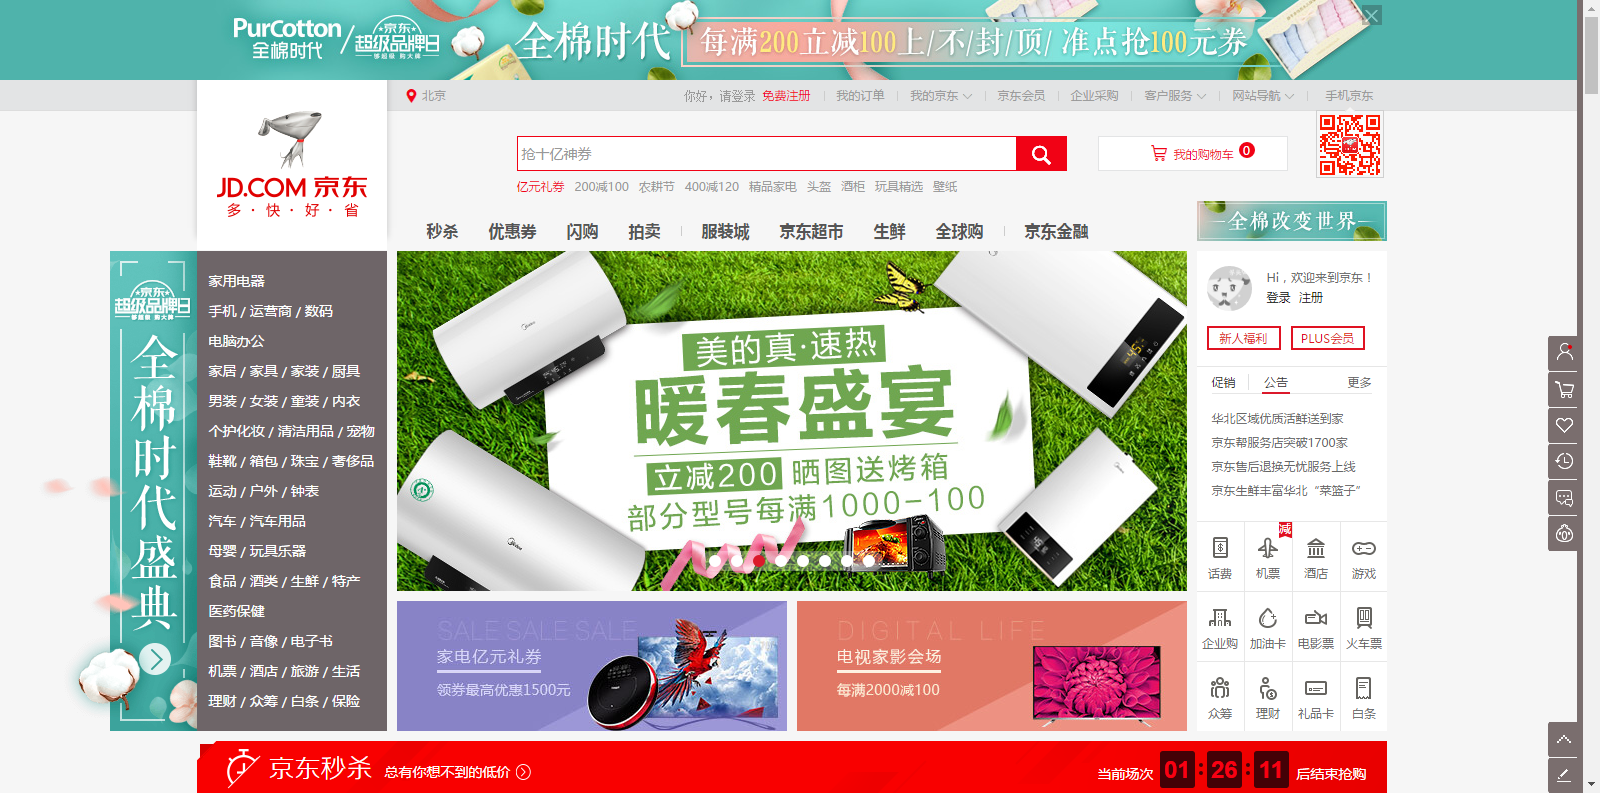 PurCotton
全棉时代
京东
超级品牌日
够超级 购大牌
全棉时代
每满200立减100上/不/封/顶/ 准点抢100元券
北京
你好，请登录 免费注册
我的订单
我的京东
京东会员
企业采购
客户服务
网站导航
手机京东
JD.COM 京东
多·快·好·省
抢十亿神券
我的购物车 0
亿元礼券 200减100 农耕节 400减120 精品家电 头盔 酒柜 玩具精选 壁纸
秒杀 优惠券 闪购 拍卖 服装城 京东超市 生鲜 全球购 京东金融
全棉改变世界
京东
超级品牌日
够超级 购大牌
全棉时代盛典
家用电器
手机 / 运营商 / 数码
电脑办公
家居 / 家具 / 家装 / 厨具
男装 / 女装 / 童装 / 内衣
个护化妆 / 清洁用品 / 宠物
鞋靴 / 箱包 / 珠宝 / 奢侈品
运动 / 户外 / 钟表
汽车 / 汽车用品
母婴 / 玩具乐器
食品 / 酒类 / 生鲜 / 特产
医药保健
图书 / 音像 / 电子书
机票 / 酒店 / 旅游 / 生活
理财 / 众筹 / 白条 / 保险
美的真·速热
暖春盛宴
立减200 晒图送烤箱
部分型号每满1000-100
SALE SALE SALE
家电亿元礼券
领券最高优惠1500元
DIGITAL LIFE
电视家影会场
每满2000减100
Hi，欢迎来到京东！
登录 注册
新人福利
PLUS会员
促销 公告 更多
华北区域优质活鲜送到家
京东帮服务店突破1700家
京东售后退换无忧服务上线
京东生鲜丰富华北“菜篮子”
减
话费 机票 酒店 游戏
企业购 加油卡 电影票 火车票
众筹 理财 礼品卡 白条
京东秒杀 总有你想不到的低价
当前场次 01:26:11 后结束抢购